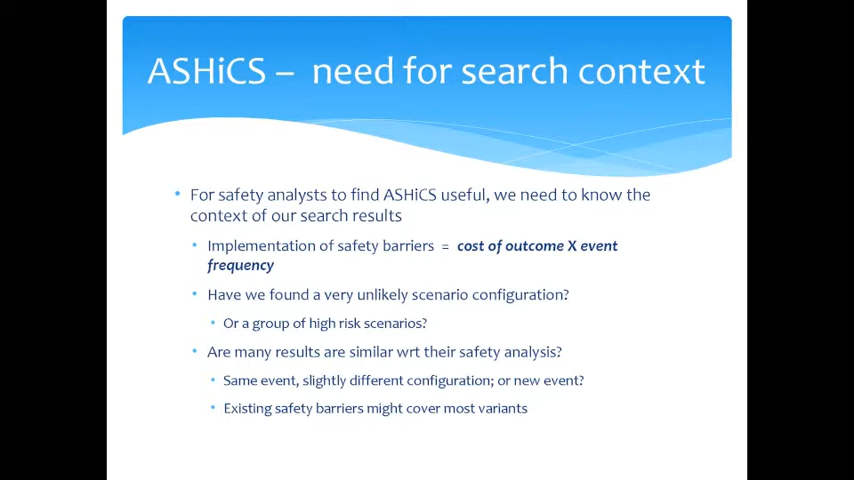 ASHiCS – need for search context
• For safety analysts to find ASHiCS useful, we need to know the
context of our search results
• Implementation of safety barriers = cost of outcome X event
frequency
• Have we found a very unlikely scenario configuration?
• Or a group of high risk scenarios?
• Are many results are similar wrt their safety analysis?
• Same event, slightly different configuration; or new event?
• Existing safety barriers might cover most variants